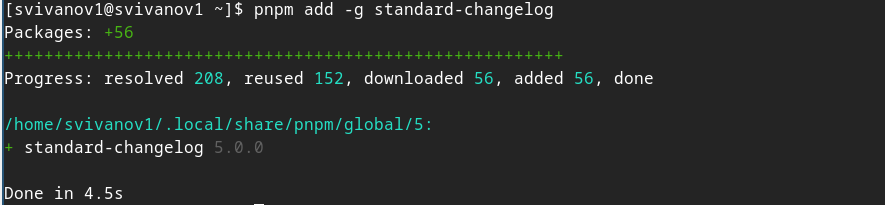 [svivanov1@svivanov1 ~]$ pnpm add -g standard-changelog
Packages: +56
++++++++++++++++++++++++++++++++++++++++++++++++++++++++
Progress: resolved 208, reused 152, downloaded 56, added 56, done
/home/svivanov1/.local/share/pnpm/global/5:
+ standard-changelog 5.0.0
Done in 4.5s